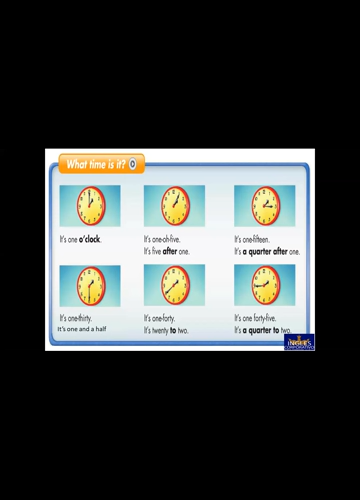 What time is it?
It's one o'clock.
It's one-oh-five.
It's five after one.
It's one-fifteen.
It's a quarter after one.
It's one-thirty.
It's one and a half
It's one-forty.
It's twenty to two.
It's one forty-five.
It's a quarter to two.